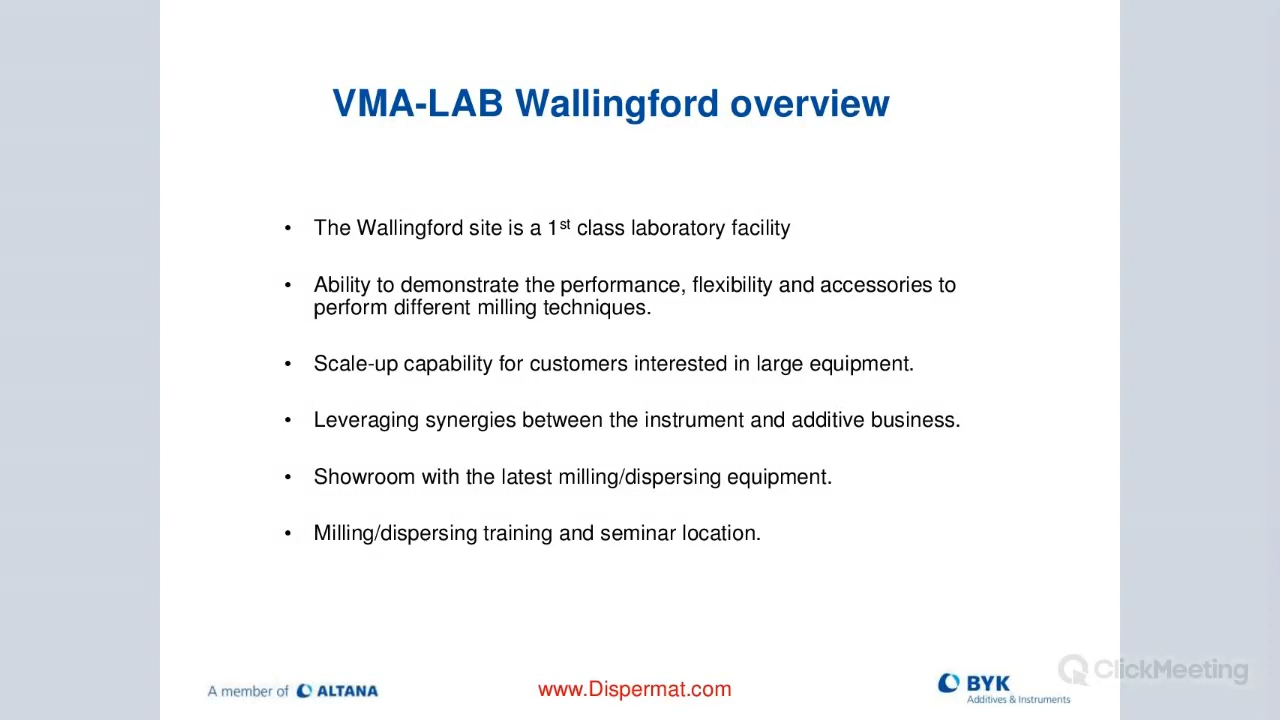 VMA-LAB Wallingford overview
• The Wallingford site is a 1st class laboratory facility
• Ability to demonstrate the performance, flexibility and accessories to
perform different milling techniques.
• Scale-up capability for customers interested in large equipment.
• Leveraging synergies between the instrument and additive business.
• Showroom with the latest milling/dispersing equipment.
• Milling/dispersing training and seminar location.
A member of ALTANA
www.Dispermat.com
BYK
Additives & Instruments
ClickMeeting